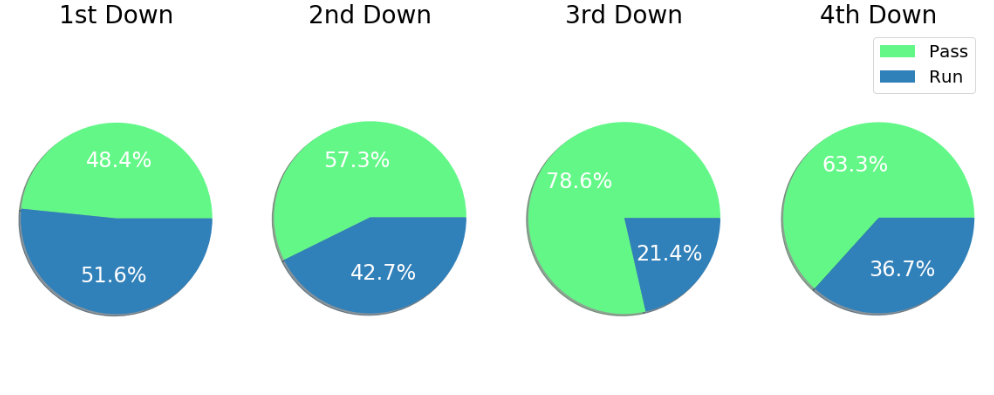 1st Down
2nd Down
3rd Down
4th Down
Pass
Run
48.4%
51.6%
57.3%
42.7%
78.6%
21.4%
63.3%
36.7%